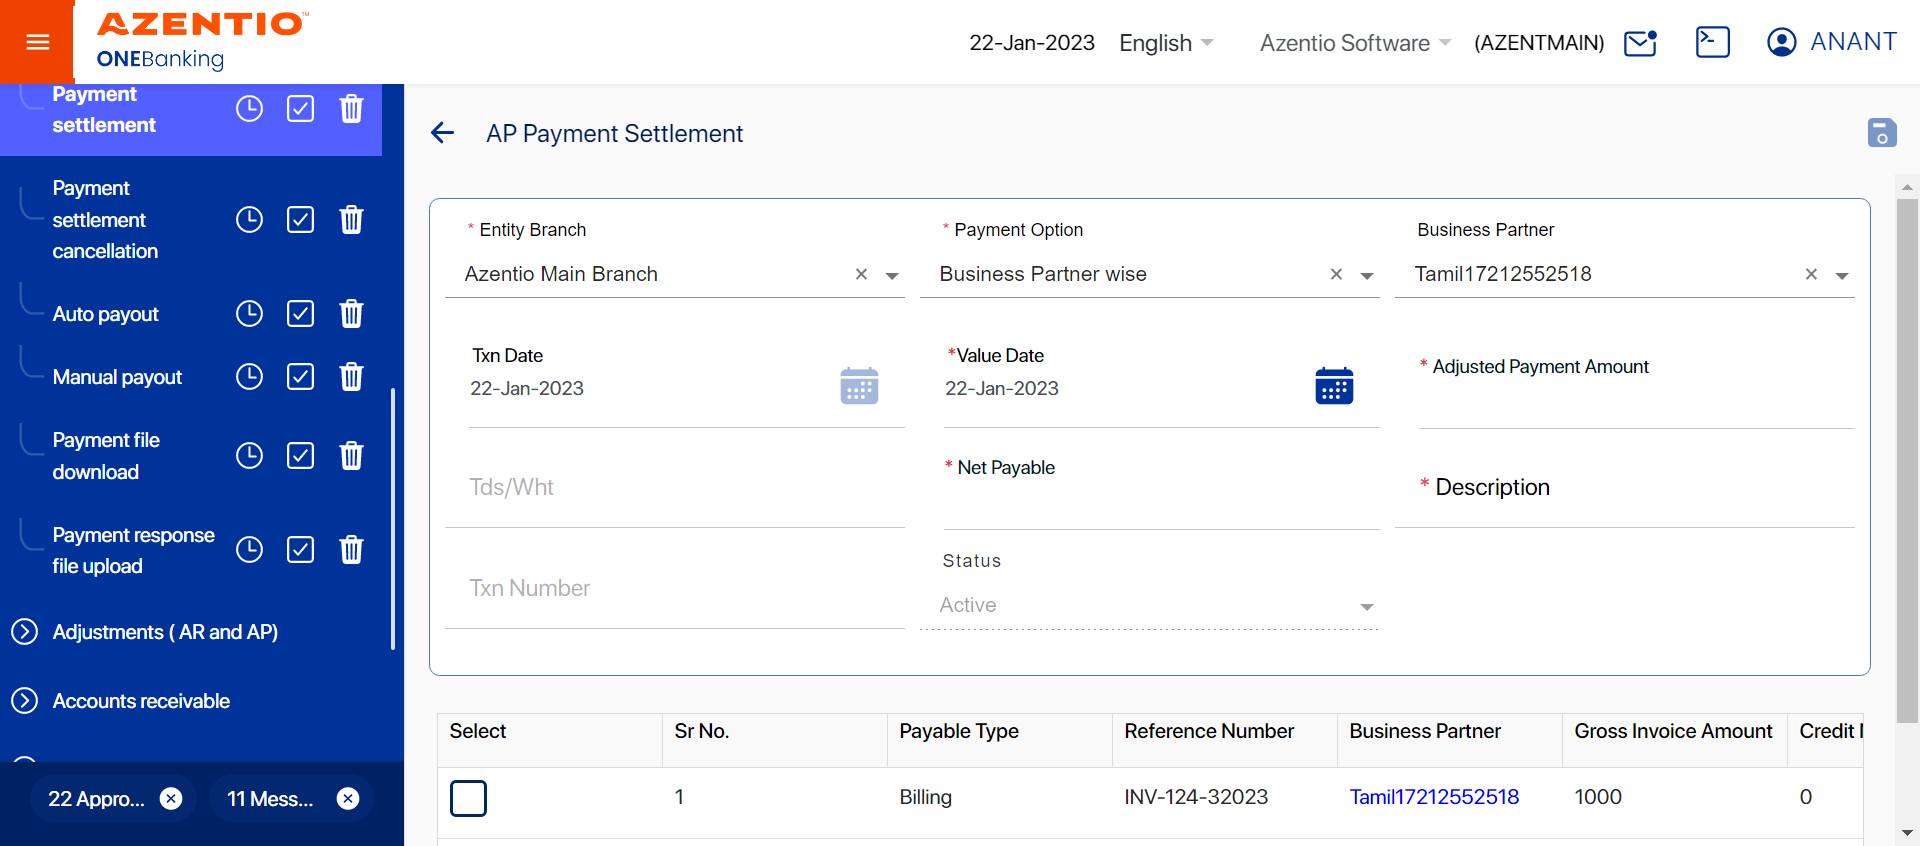 AZENTIO™
ONEBanking
22-Jan-2023 English Azentio Software (AZENTMAIN) ANANT
Payment
settlement
Payment
settlement
cancellation
Auto payout
Manual payout
Payment file
download
Payment response
file upload
Adjustments ( AR and AP)
Accounts receivable
22 Appro...
11 Mess...
AP Payment Settlement
* Entity Branch
Azentio Main Branch
* Payment Option
Business Partner wise
Business Partner
Tamil17212552518
Txn Date
22-Jan-2023
*Value Date
22-Jan-2023
* Adjusted Payment Amount
Tds/Wht
* Net Payable
* Description
Txn Number
Status
Active
Select Sr No. Payable Type Reference Number Business Partner Gross Invoice Amount Credit
1 Billing INV-124-32023 Tamil17212552518 1000 0